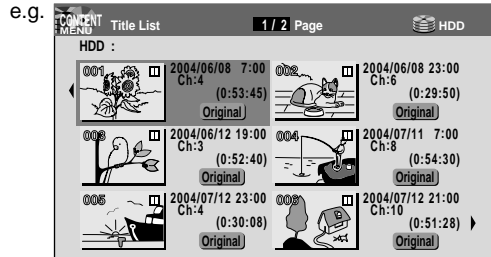 e.g.
CONTENT MENU Title List 1 / 2 Page HDD
HDD :
001 2004/06/08 7:00
Ch:4
(0:53:45)
Original
002 2004/06/08 23:00
Ch:6
(0:29:50)
Original
003 2004/06/12 19:00
Ch:3
(0:52:40)
Original
004 2004/07/11 7:00
Ch:8
(0:54:30)
Original
005 2004/07/12 23:00
Ch:4
(0:30:08)
Original
006 2004/07/12 21:00
Ch:10
(0:51:28)
Original